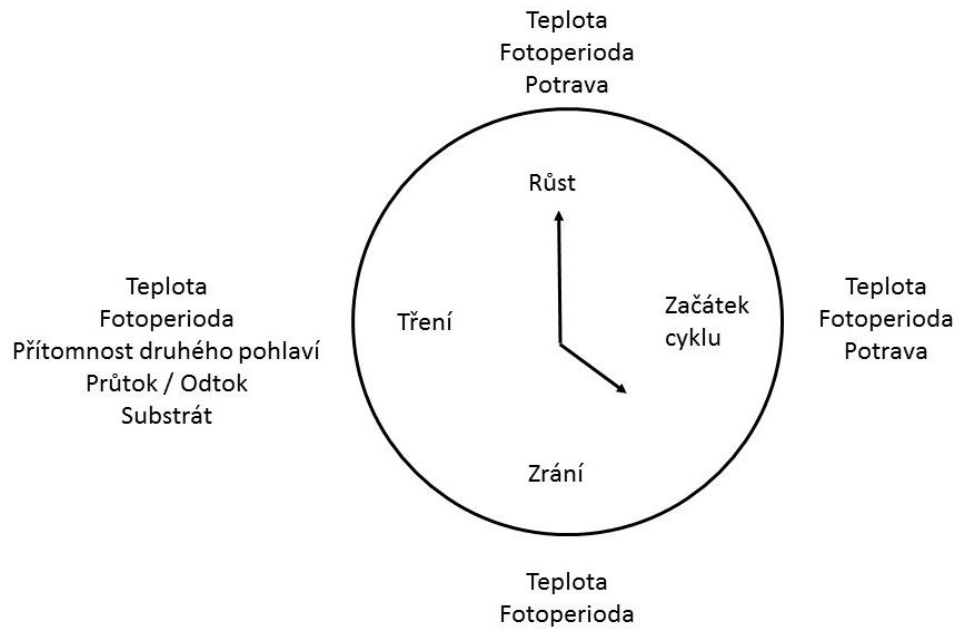 Teplota
Fotoperioda
Potrava
Růst
Teplota
Fotoperioda
Přítomnost druhého pohlaví
Průtok / Odtok
Substrát
Tření
Začátek
cyklu
Teplota
Fotoperioda
Potrava
Zrání
Teplota
Fotoperioda